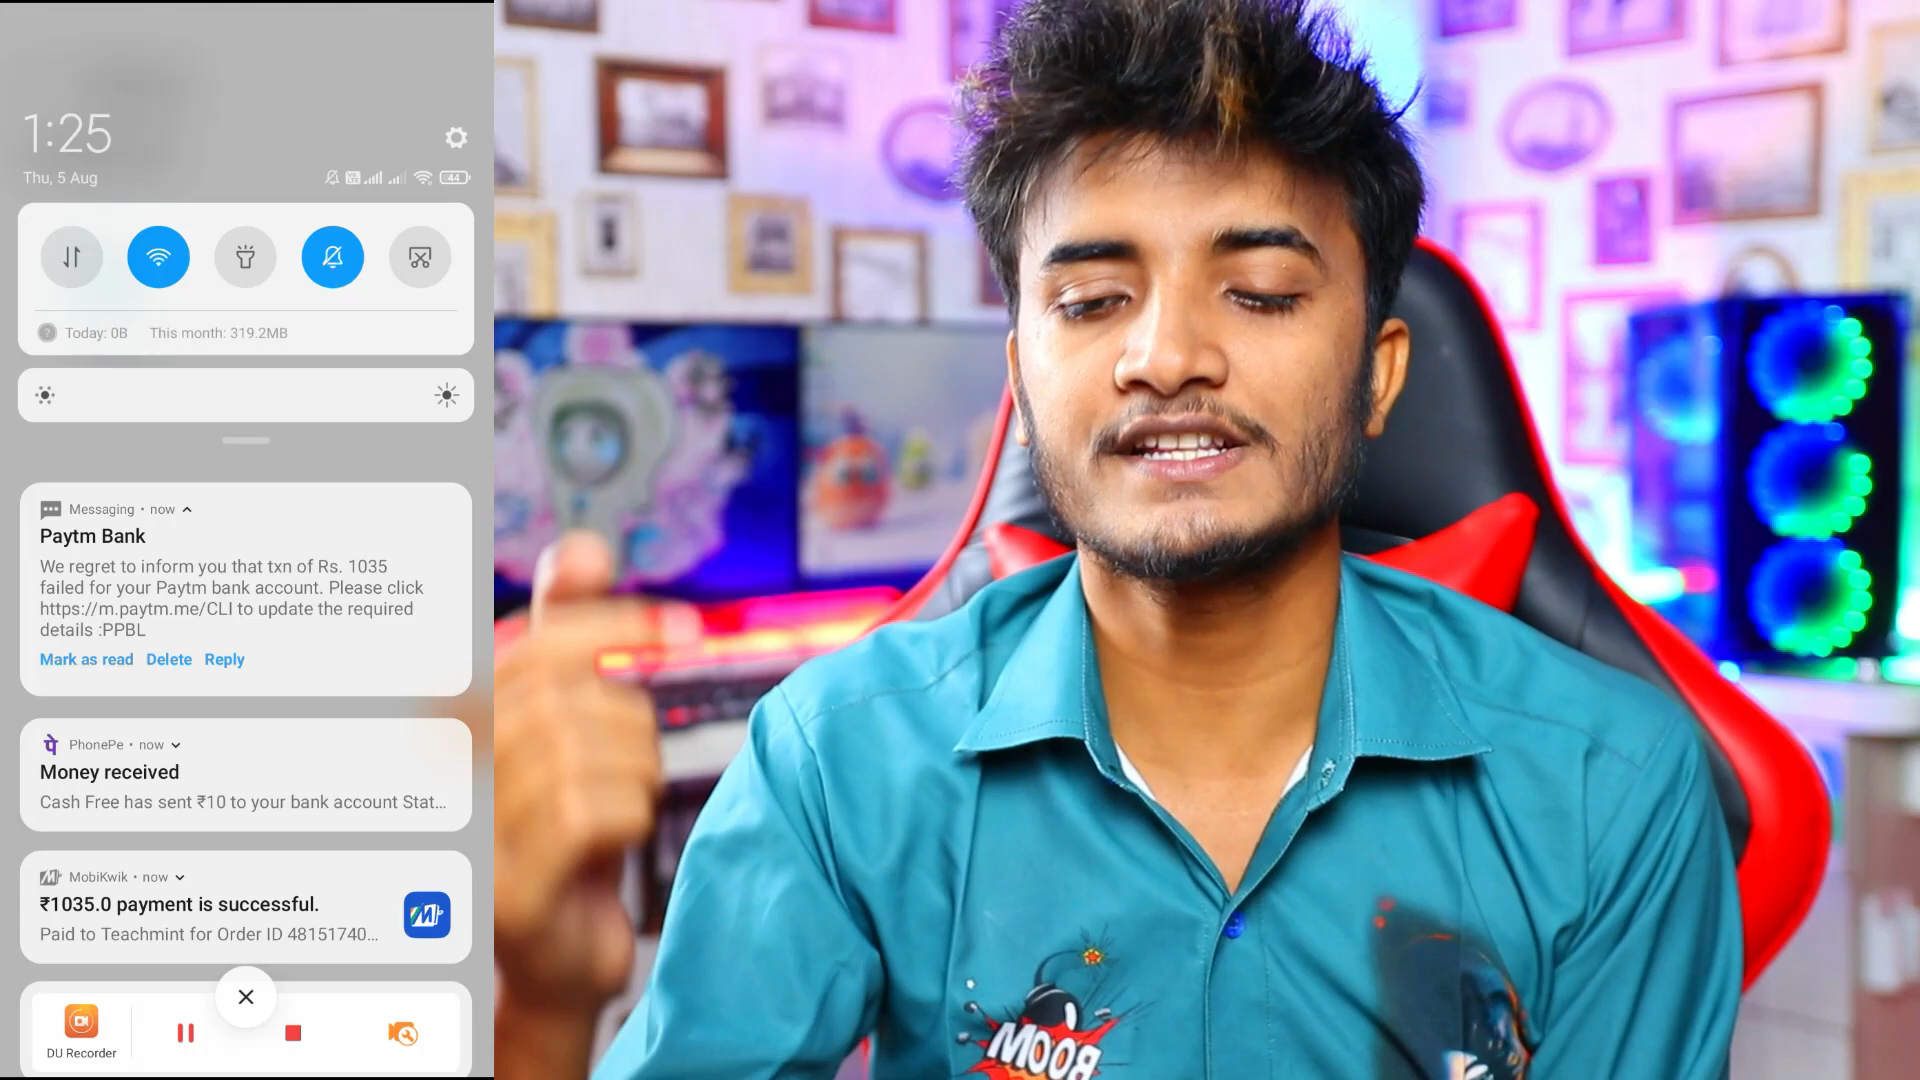 1:25
Thu, 5 Aug
44
Today: 0B This month: 319.2MB
Messaging • now
Paytm Bank
We regret to inform you that txn of Rs. 1035
failed for your Paytm bank account. Please click
https://m.paytm.me/CLI to update the required
details :PPBL
Mark as read Delete Reply
PhonePe • now
Money received
Cash Free has sent ₹10 to your bank account Stat...
MobiKwik • now
₹1035.0 payment is successful.
Paid to Teachmint for Order ID 48151740...
DU Recorder
BOOM